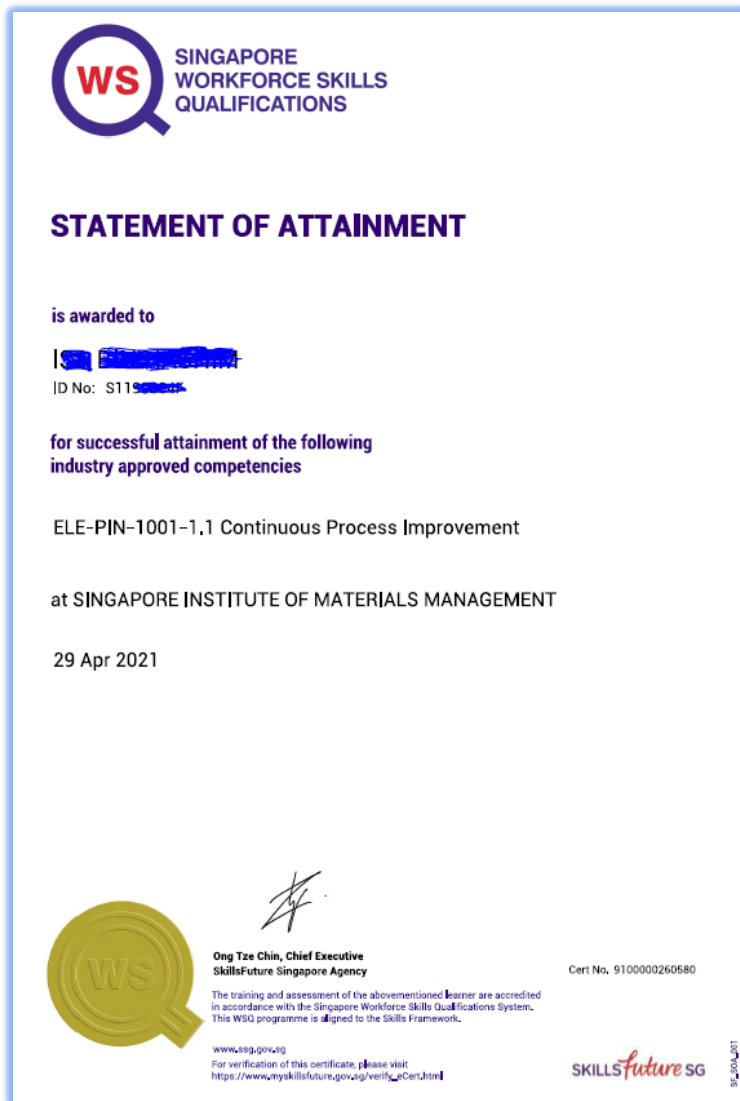 WS
SINGAPORE
WORKFORCE SKILLS
QUALIFICATIONS
STATEMENT OF ATTAINMENT
is awarded to
ID No:
for successful attainment of the following
industry approved competencies
ELE-PIN-1001-1.1 Continuous Process Improvement
at SINGAPORE INSTITUTE OF MATERIALS MANAGEMENT
29 Apr 2021
WS
Ong Tze Chin, Chief Executive
SkillsFuture Singapore Agency
Cert No. 9100000260580
The training and assessment of the abovementioned learner are accredited
in accordance with the Singapore Workforce Skills Qualifications System.
This WSQ programme is aligned to the Skills Framework.
www.ssg.gov.sg
For verification of this certificate, please visit
https://www.myskillsfuture.gov.sg/verify_eCert.html
SKILLSfuture SG
SF_SOA_001